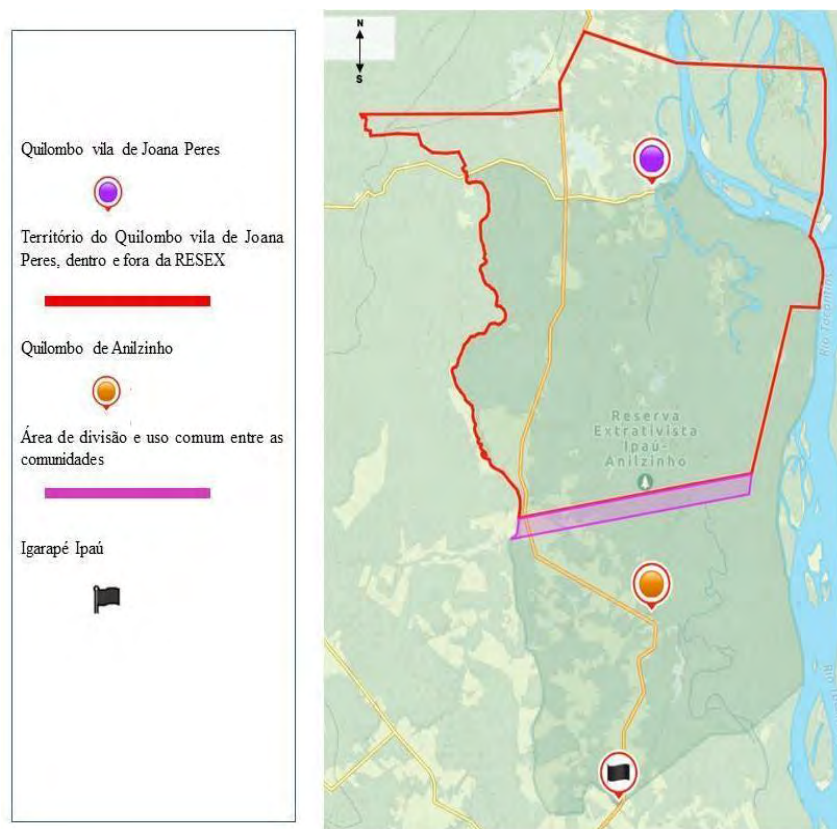 Quilombo vila de Joana Peres
Território do Quilombo vila de Joana
Peres, dentro e fora da RESEX
Quilombo de Anilzinho
Área de divisão e uso comum entre as
comunidades
Igarapé Ipaú
N
S
Reserva
Extrativista
Ipaú-
Anilzinho
Rio Tocantins